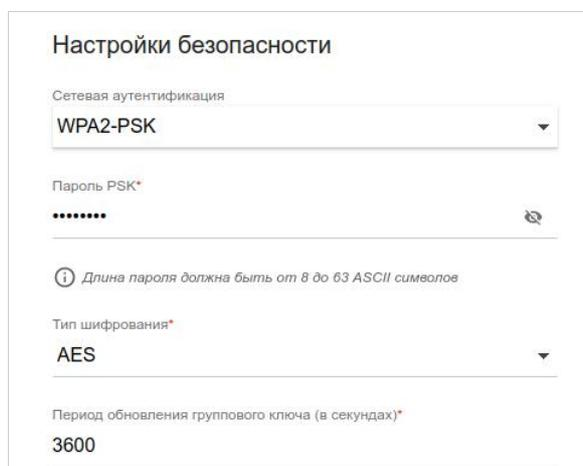 Настройки безопасности
Сетевая аутентификация
WPA2-PSK
Пароль PSK*
••••••••
Длина пароля должна быть от 8 до 63 ASCII символов
Тип шифрования*
AES
Период обновления группового ключа (в секундах)*
3600